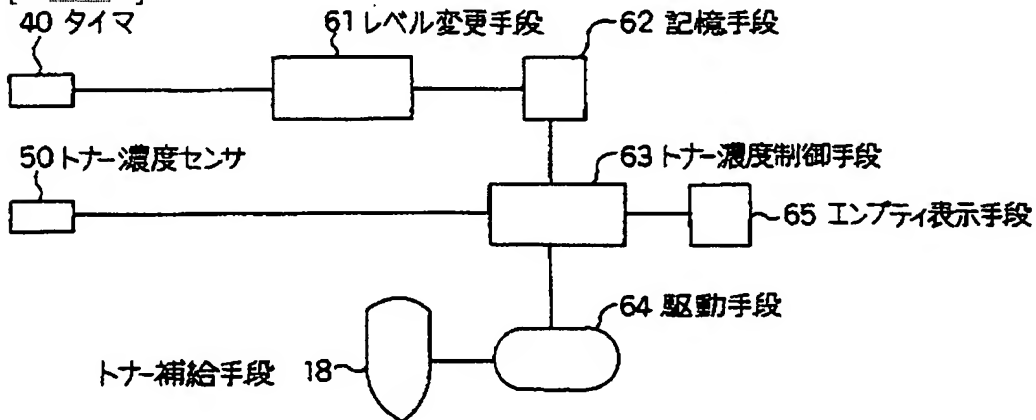 40 タイマ
61 レベル変更手段
62 記憶手段
50 トナー濃度センサ
63 トナー濃度制御手段
65 エンプティ表示手段
64 駆動手段
トナー補給手段 18